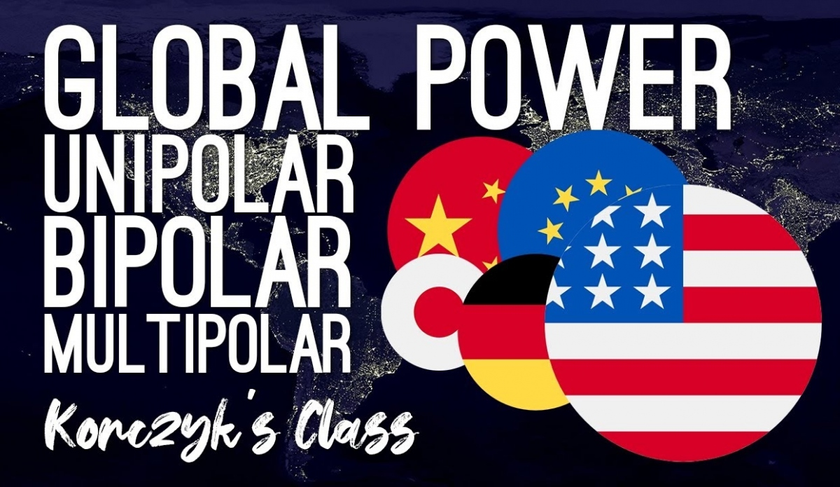 GLOBAL POWER
UNIPOLAR
BIPOLAR
MULTIPOLAR
Korczyk's Class